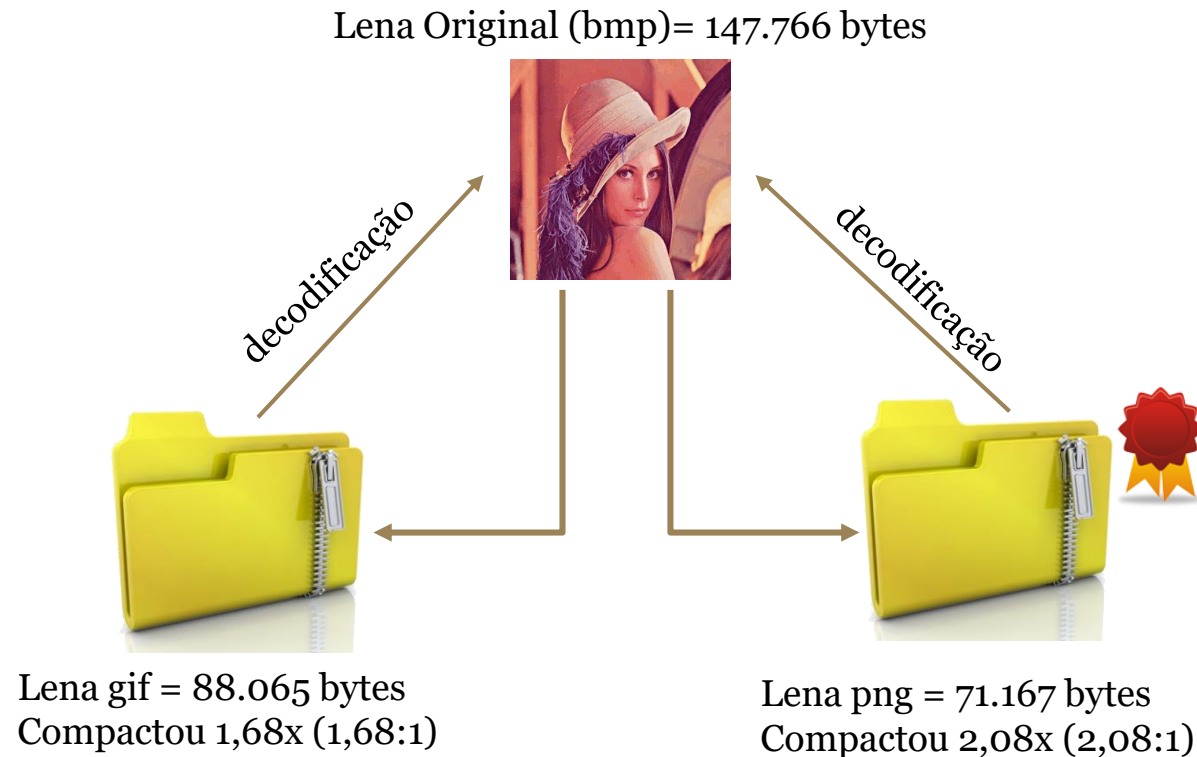 Lena Original (bmp)= 147.766 bytes
decodificação
decodificação
Lena gif = 88.065 bytes
Compactou 1,68x (1,68:1)
Lena png = 71.167 bytes
Compactou 2,08x (2,08:1)